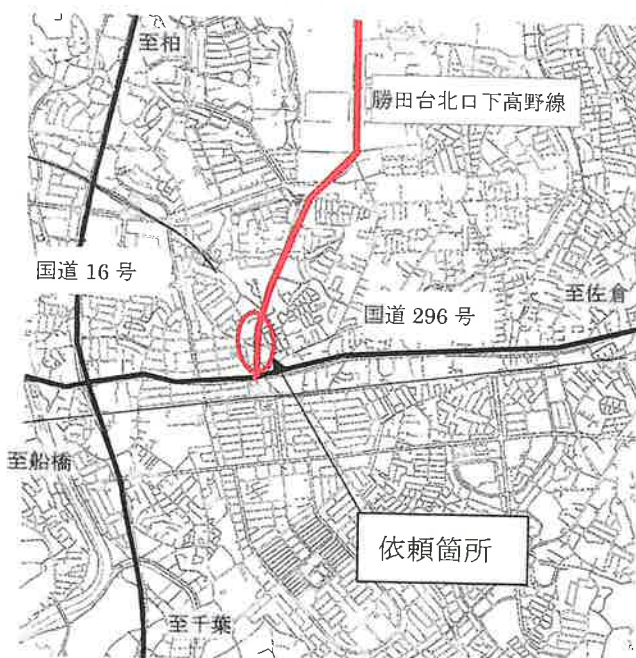 至柏
勝田台北口下高野線
国道 16 号
至佐倉
国道 296 号
至船橋
依頼箇所
至千葉